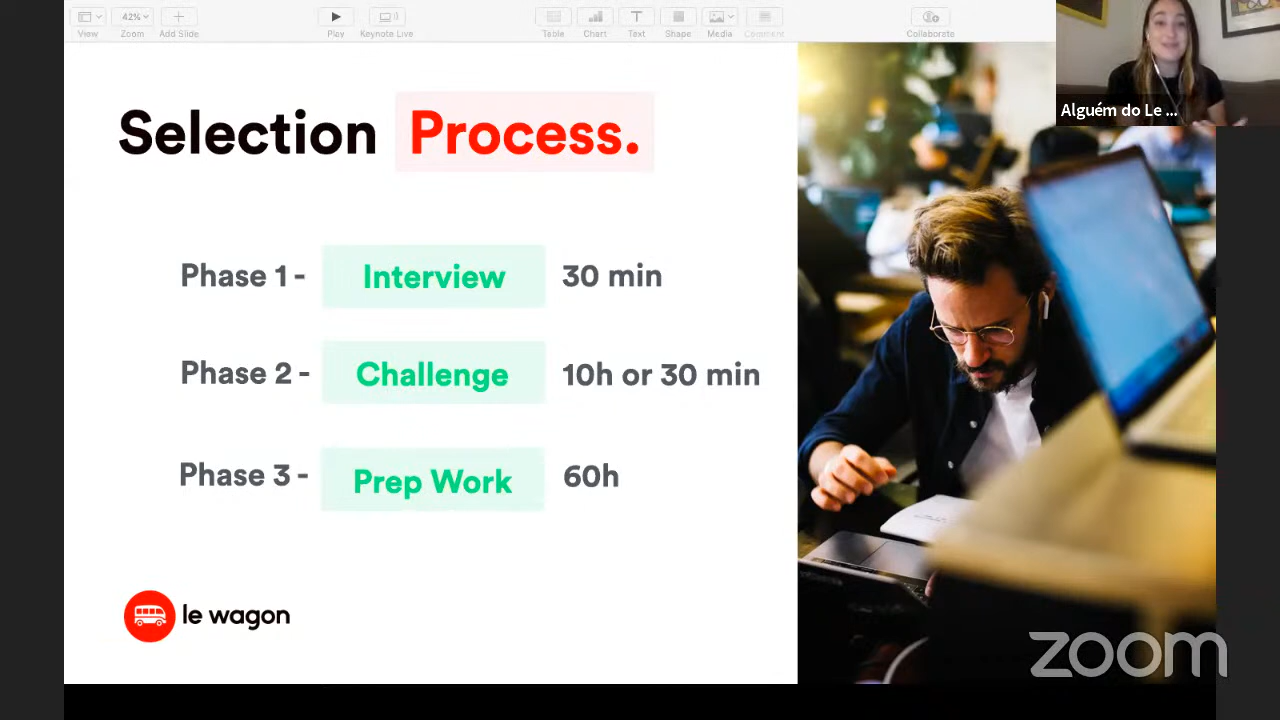 42%
View
Zoom
Add Slide
Play
Keynote Live
Table
Chart
Text
Shape
Media
Comment
Collaborate
Alguém do Le ...
Selection Process.
Phase 1 - Interview 30 min
Phase 2 - Challenge 10h or 30 min
Phase 3 - Prep Work 60h
le wagon
zoom